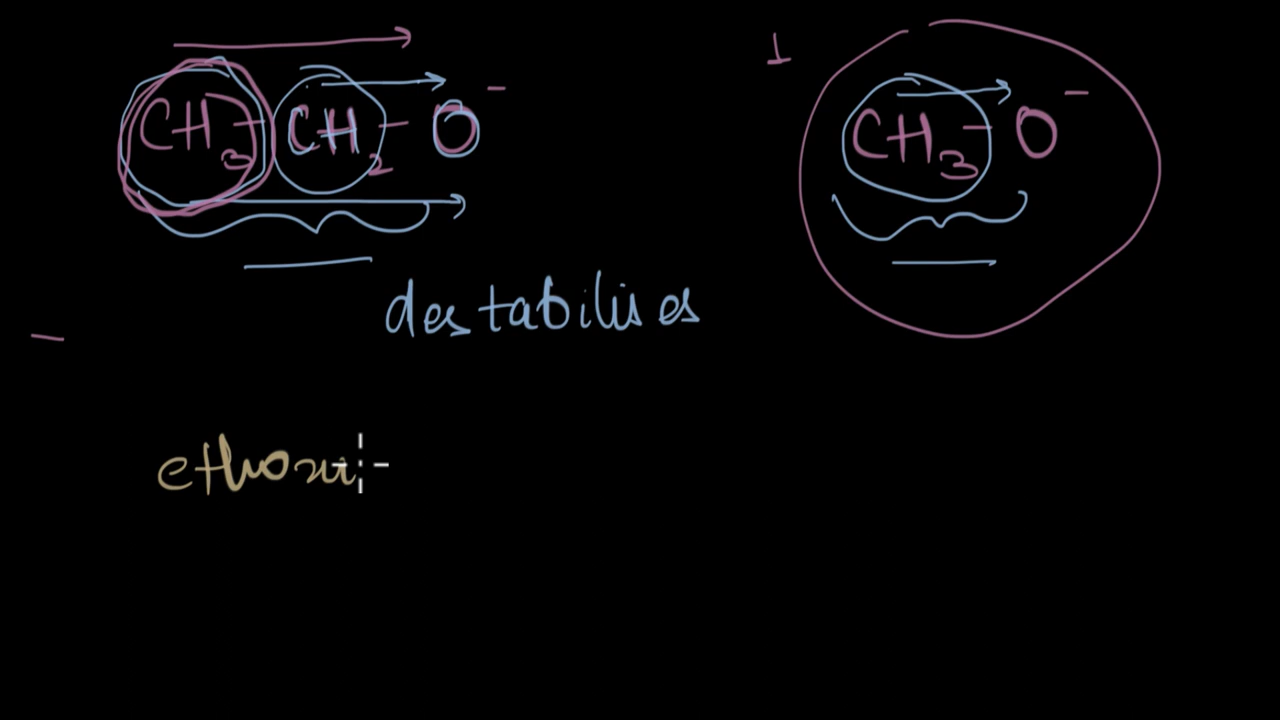 CH₃-CH₂-O⁻
1 CH₃-O⁻
destabilises
ethoxi